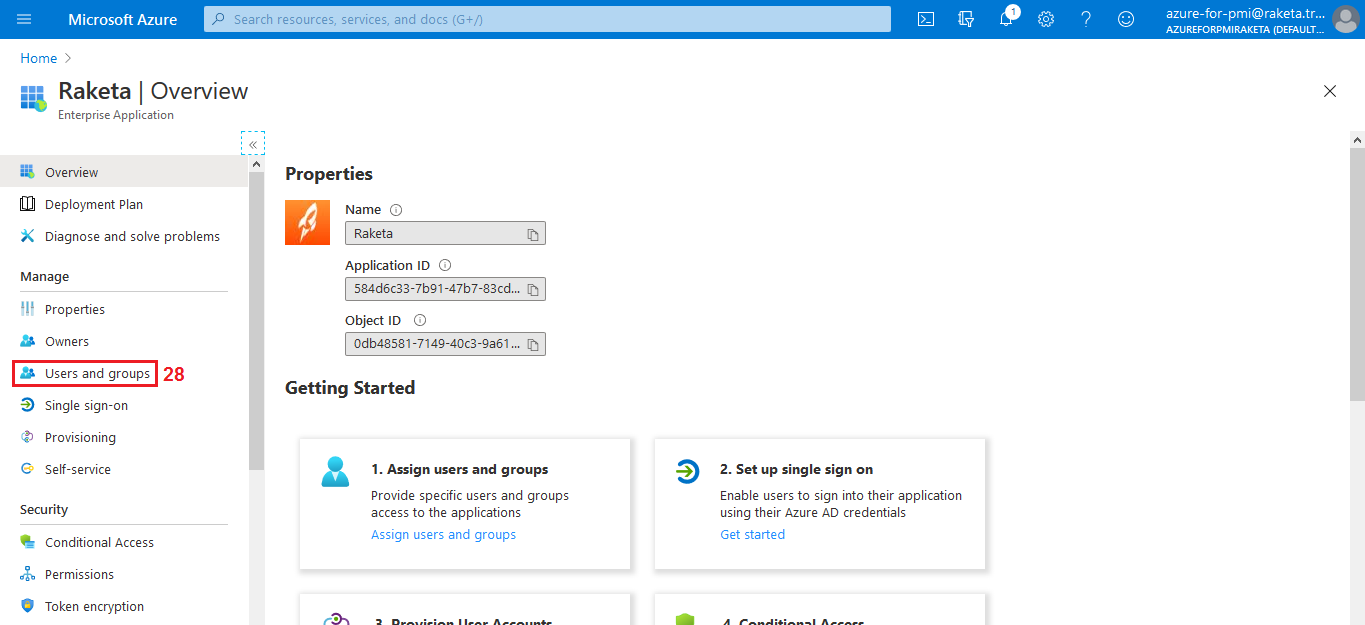 Microsoft Azure
Search resources, services, and docs (G+/)
1
azure-for-pmi@raketa.tr...
AZUREFORPMIRAKETA (DEFAULT...
Home
Raketa | Overview
Enterprise Application
«
Overview
Deployment Plan
Diagnose and solve problems
Manage
Properties
Owners
Users and groups 28
Single sign-on
Provisioning
Self-service
Security
Conditional Access
Permissions
Token encryption
Properties
Name
Raketa
Application ID
584d6c33-7b91-47b7-83cd...
Object ID
0db48581-7149-40c3-9a61...
Getting Started
1. Assign users and groups
Provide specific users and groups
access to the applications
Assign users and groups
2. Set up single sign on
Enable users to sign into their application
using their Azure AD credentials
Get started
3. Provision User Accounts
4. Conditional Access